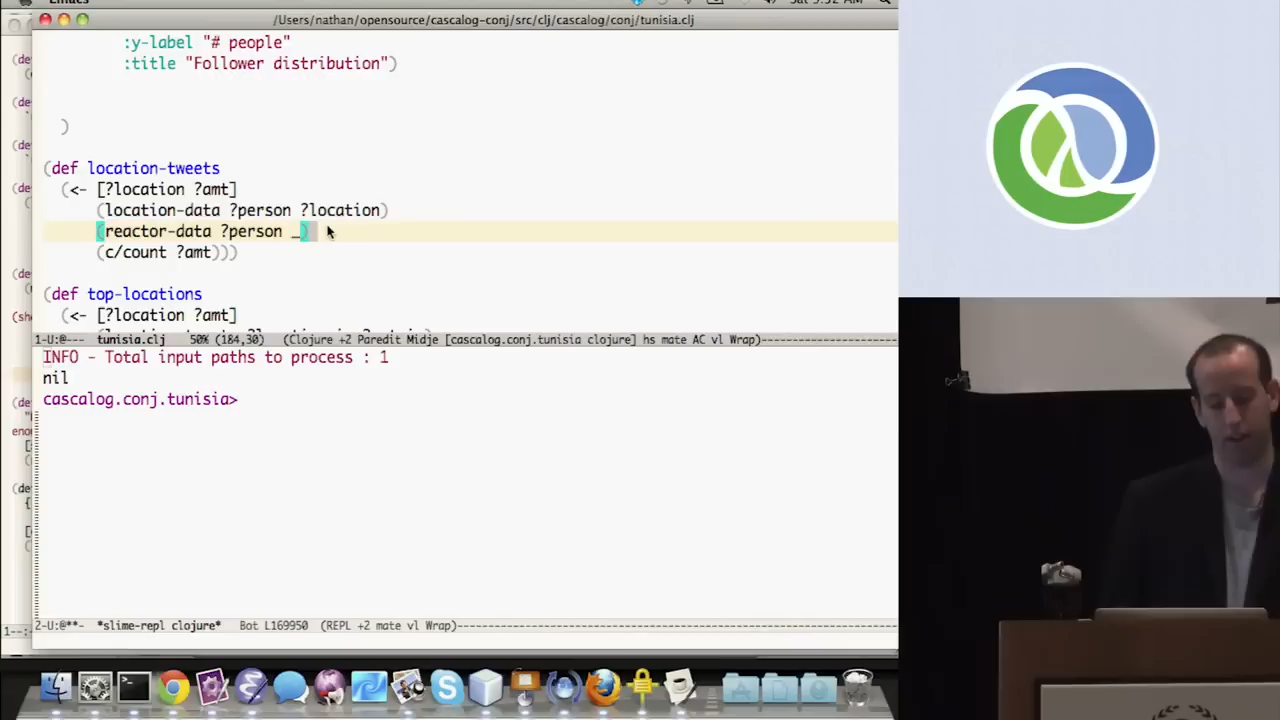 /Users/nathan/opensource/cascalog-conj/src/clj/cascalog/conj/tunisia.clj
:y-label "# people"
:title "Follower distribution")
)
(def location-tweets
(<- [?location ?amt]
(location-data ?person ?location)
(reactor-data ?person _)
(c/count ?amt)))
(def top-locations
(<- [?location ?amt]
1-U:@--- tunisia.clj 50% (184,30) (Clojure +2 Paredit Midje [cascalog.conj.tunisia clojure] hs mate AC vl Wrap)
INFO - Total input paths to process : 1
nil
cascalog.conj.tunisia>
2-U:@**- *slime-repl clojure* Bot L169950 (REPL +2 mate vl Wrap)